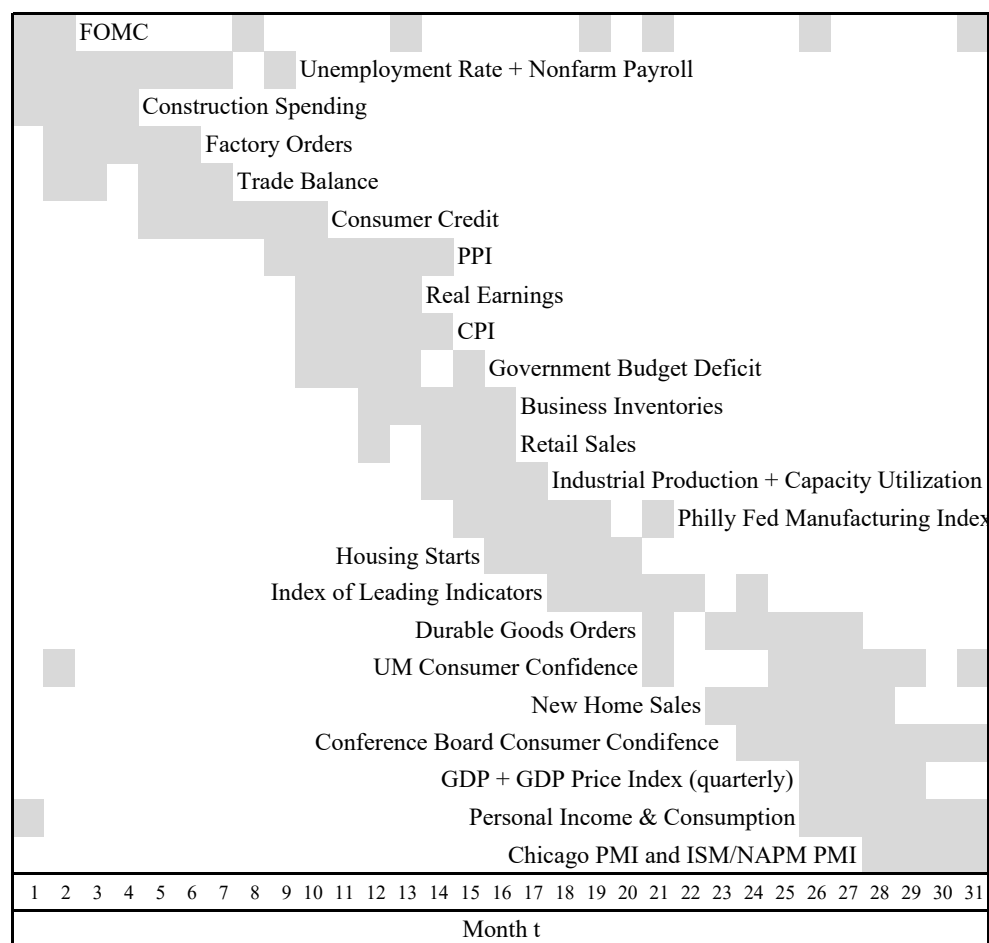 FOMC
Unemployment Rate + Nonfarm Payroll
Construction Spending
Factory Orders
Trade Balance
Consumer Credit
PPI
Real Earnings
CPI
Government Budget Deficit
Business Inventories
Retail Sales
Industrial Production + Capacity Utilization
Philly Fed Manufacturing Index
Housing Starts
Index of Leading Indicators
Durable Goods Orders
UM Consumer Confidence
New Home Sales
Conference Board Consumer Condifence
GDP + GDP Price Index (quarterly)
Personal Income & Consumption
Chicago PMI and ISM/NAPM PMI
1 2 3 4 5 6 7 8 9 10 11 12 13 14 15 16 17 18 19 20 21 22 23 24 25 26 27 28 29 30 31
Month t